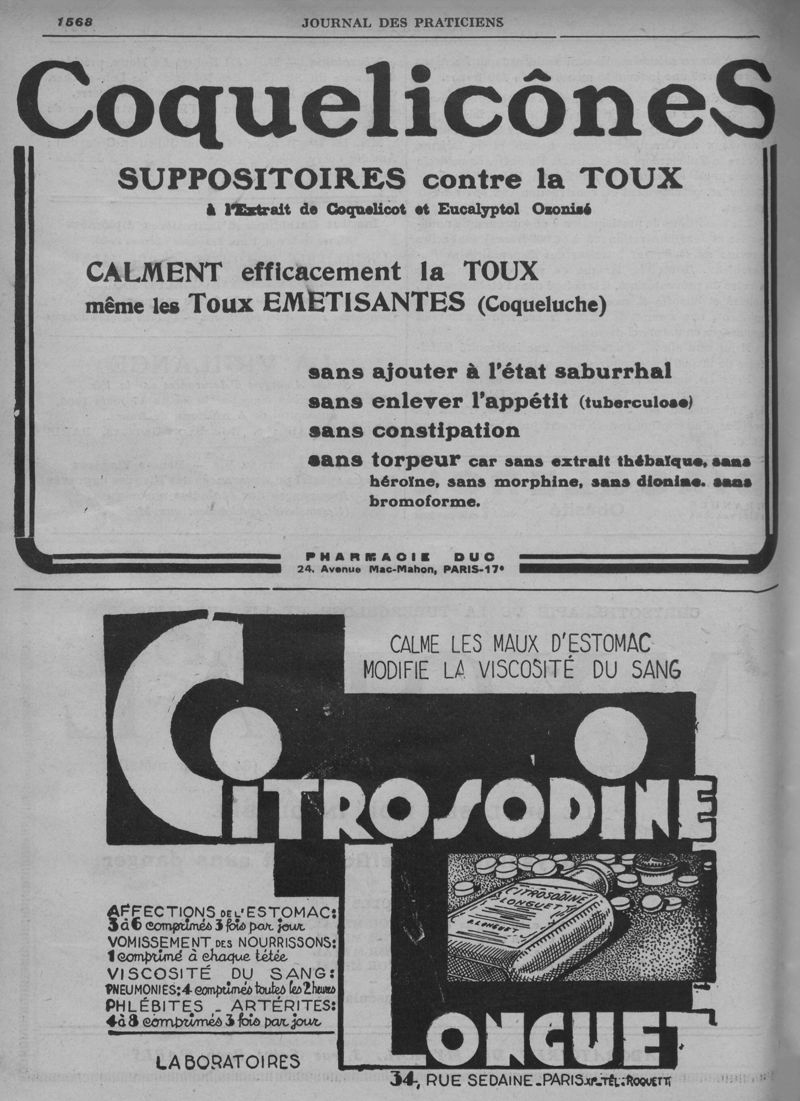 1568
JOURNAL DES PRATICIENS
CoquelicôneS
SUPPOSITOIRES contre la TOUX
à l'Extrait de Coquelicot et Eucalyptol Ozonisé
CALMENT efficacement la TOUX
même les Toux EMETISANTES (Coqueluche)
sans ajouter à l'état saburrhal
sans enlever l'appétit (tuberculose)
sans constipation
sans torpeur car sans extrait thébaïque, sans
héroïne, sans morphine, sans dionine. sans
bromoforme.
PHARMACIE DUC
24, Avenue Mac-Mahon, PARIS-17e
CALME LES MAUX D'ESTOMAC
MODIFIE LA VISCOSITÉ DU SANG
CITROSODINE
CITROSODINE
LONGUET
AFFECTIONS DE L'ESTOMAC:
3 à 6 comprimés 3 fois par jour
VOMISSEMENT DES NOURRISSONS:
1 comprimé à chaque tétée
VISCOSITÉ DU SANG:
PNEUMONIES: 4 comprimés toutes les 2 heures
PHLÉBITES - ARTÉRITES:
4 à 8 comprimés 3 fois par jour
LABORATOIRES
LONGUET
34, RUE SEDAINE - PARIS XIe - TÉL: ROQUETTE